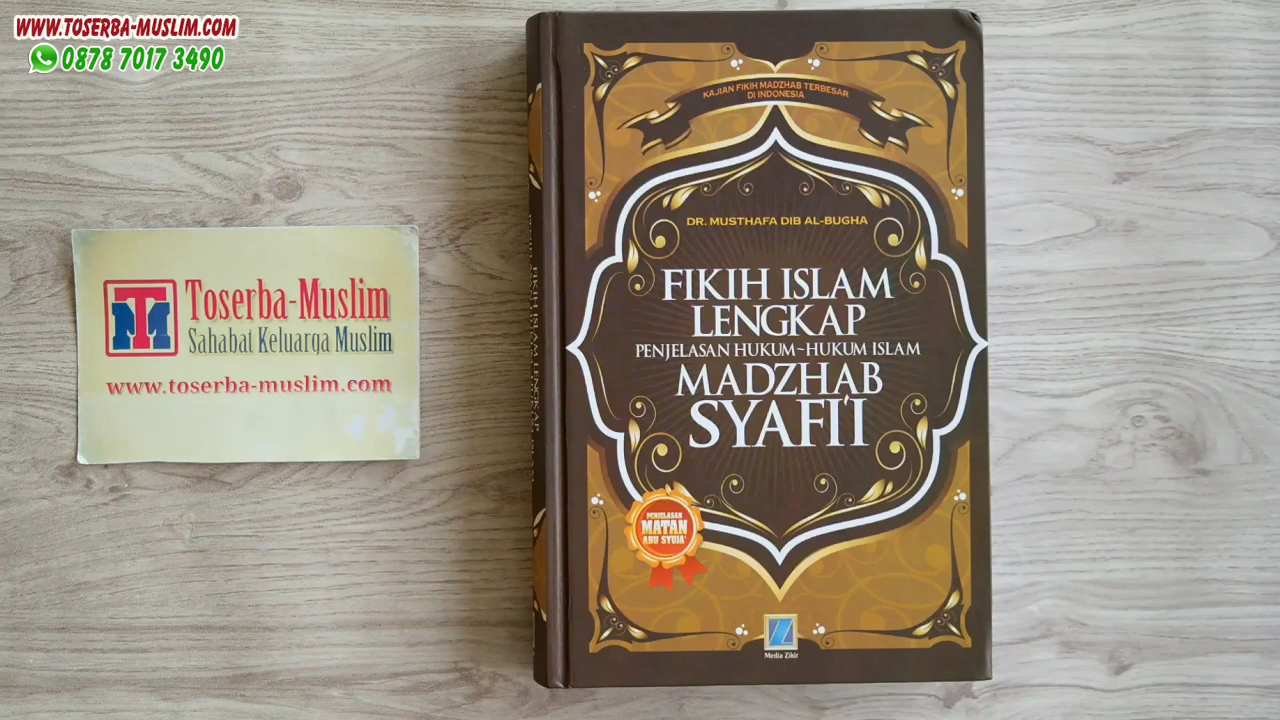 WWW.TOSERBA-MUSLIM.COM
0878 7017 3490
Toserba-Muslim
Sahabat Keluarga Muslim
www.toserba-muslim.com
KAJIAN FIKIH MADZHAB TERBESAR
DI INDONESIA
DR. MUSTHAFA DIB AL-BUGHA
FIKIH ISLAM
LENGKAP
PENJELASAN HUKUM-HUKUM ISLAM
MADZHAB
SYAFI'I
PENJELASAN
MATAN
ABU SYUJA'
Media Zikir
FIKIH ISLAM LENGKAP